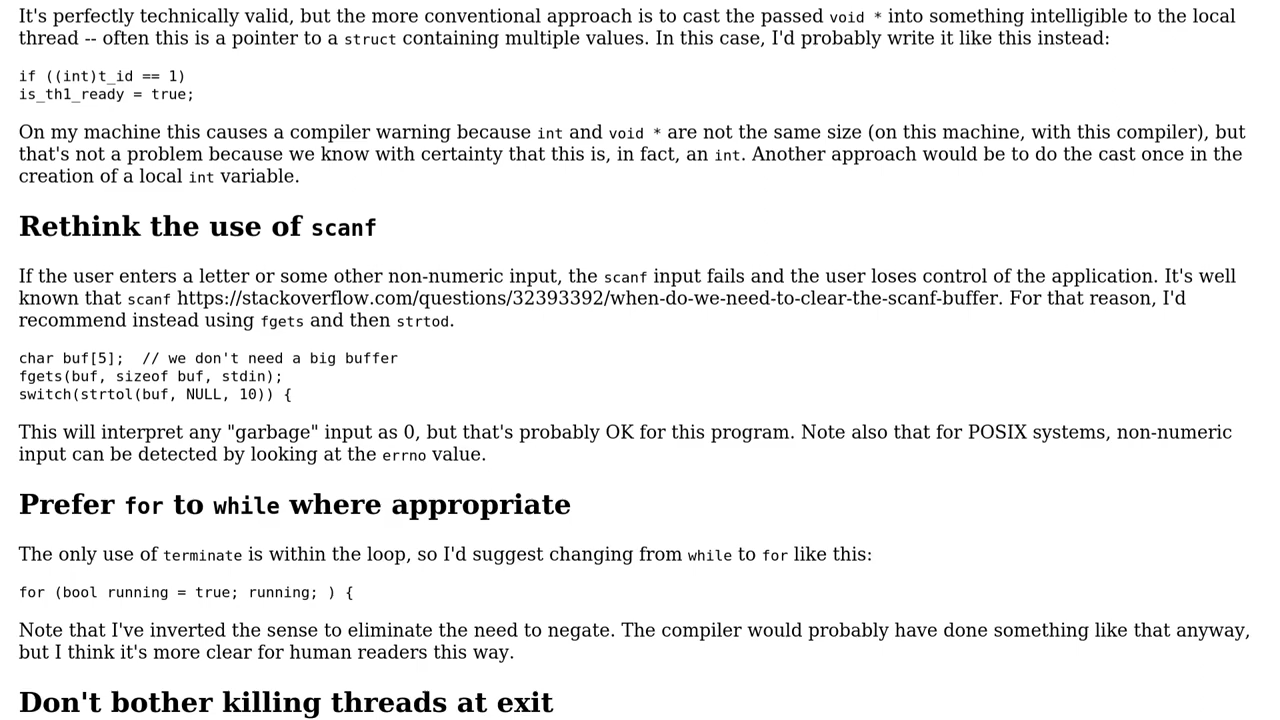 It's perfectly technically valid, but the more conventional approach is to cast the passed void * into something intelligible to the local
thread -- often this is a pointer to a struct containing multiple values. In this case, I'd probably write it like this instead:
if ((int)t_id == 1)
is_th1_ready = true;
On my machine this causes a compiler warning because int and void * are not the same size (on this machine, with this compiler), but
that's not a problem because we know with certainty that this is, in fact, an int. Another approach would be to do the cast once in the
creation of a local int variable.
Rethink the use of scanf
If the user enters a letter or some other non-numeric input, the scanf input fails and the user loses control of the application. It's well
known that scanf https://stackoverflow.com/questions/32393392/when-do-we-need-to-clear-the-scanf-buffer. For that reason, I'd
recommend instead using fgets and then strtod.
char buf[5];  // we don't need a big buffer
fgets(buf, sizeof buf, stdin);
switch(strtol(buf, NULL, 10)) {
This will interpret any "garbage" input as 0, but that's probably OK for this program. Note also that for POSIX systems, non-numeric
input can be detected by looking at the errno value.
Prefer for to while where appropriate
The only use of terminate is within the loop, so I'd suggest changing from while to for like this:
for (bool running = true; running; ) {
Note that I've inverted the sense to eliminate the need to negate. The compiler would probably have done something like that anyway,
but I think it's more clear for human readers this way.
Don't bother killing threads at exit